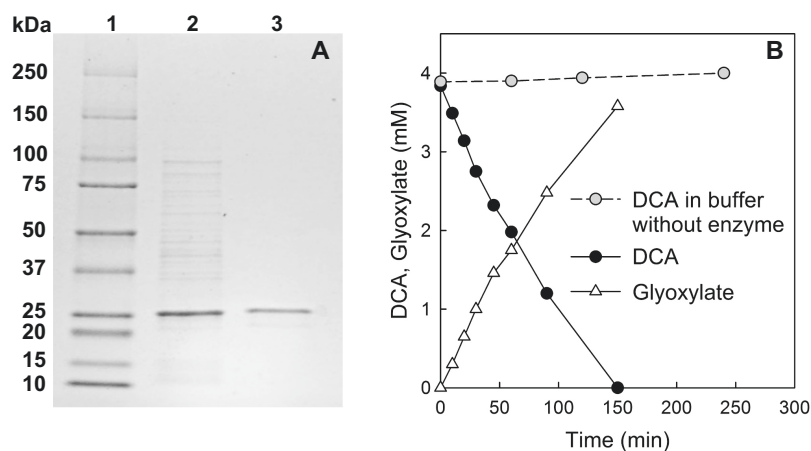 kDa 1 2 3 A
250
150
100
75
50
37
25
20
15
10
B
4
3
2
1
0
DCA, Glyoxylate (mM)
DCA in buffer
without enzyme
DCA
Glyoxylate
0 50 100 150 200 250 300
Time (min)